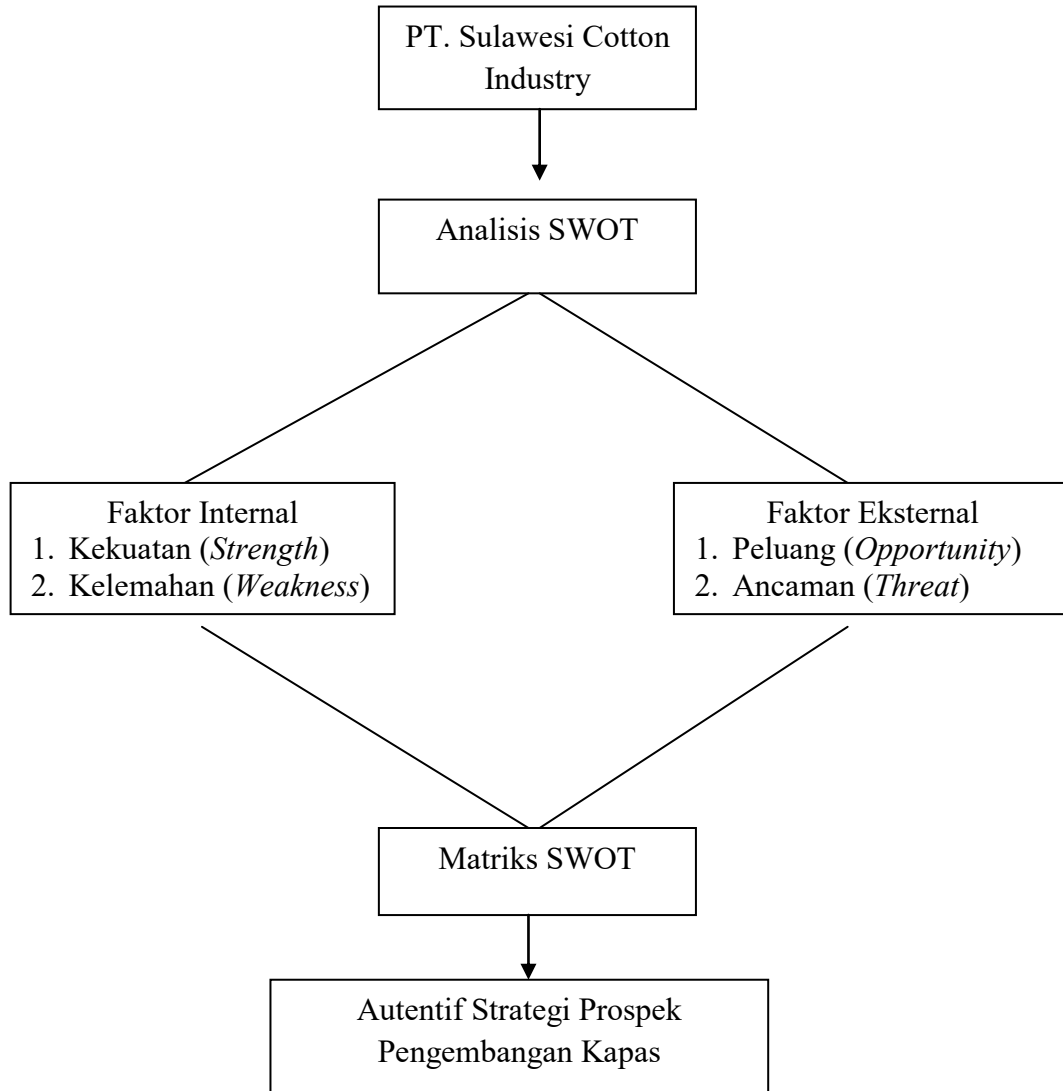 PT. Sulawesi Cotton
Industry
Analisis SWOT
Faktor Internal
1. Kekuatan (Strength)
2. Kelemahan (Weakness)
Faktor Eksternal
1. Peluang (Opportunity)
2. Ancaman (Threat)
Matriks SWOT
Autentif Strategi Prospek
Pengembangan Kapas